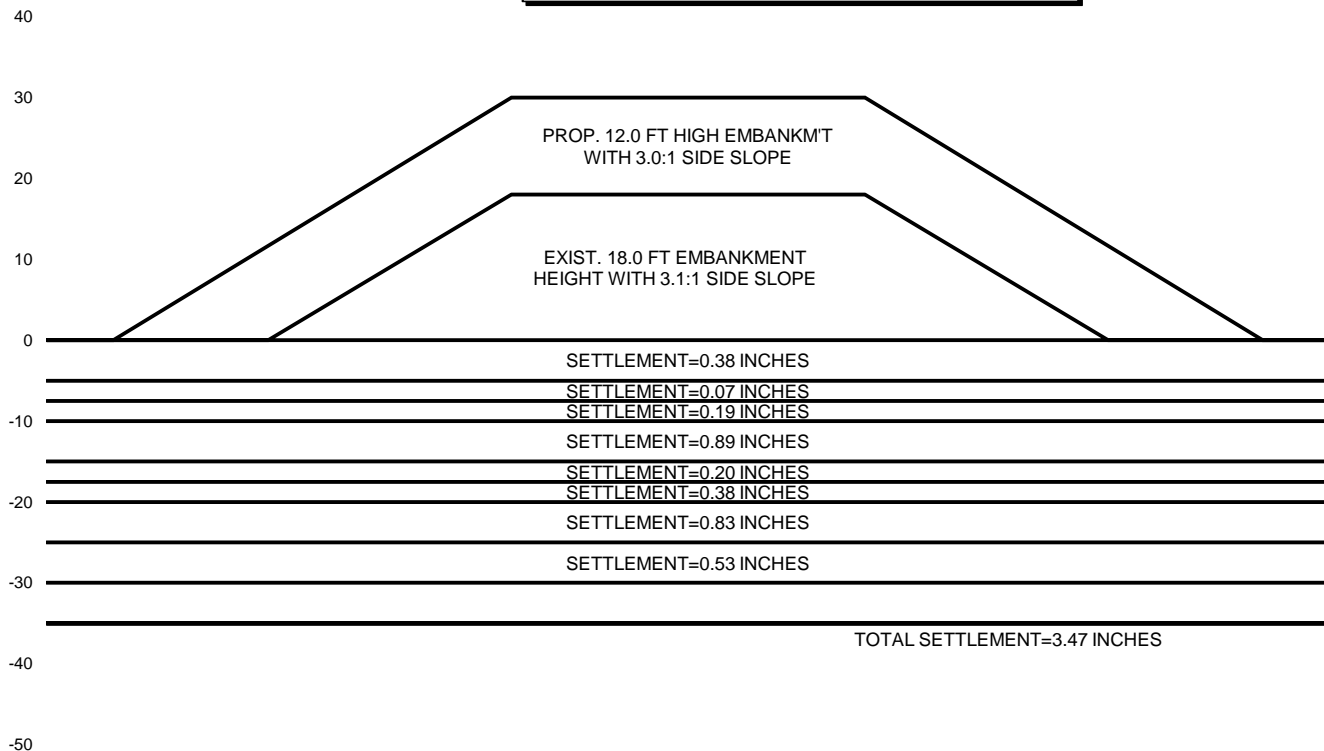 40
30
PROP. 12.0 FT HIGH EMBANKM'T
WITH 3.0:1 SIDE SLOPE
20
10
EXIST. 18.0 FT EMBANKMENT
HEIGHT WITH 3.1:1 SIDE SLOPE
0
SETTLEMENT=0.38 INCHES
SETTLEMENT=0.07 INCHES
SETTLEMENT=0.19 INCHES
-10
SETTLEMENT=0.89 INCHES
SETTLEMENT=0.20 INCHES
SETTLEMENT=0.38 INCHES
-20
SETTLEMENT=0.83 INCHES
SETTLEMENT=0.53 INCHES
-30
TOTAL SETTLEMENT=3.47 INCHES
-40
-50